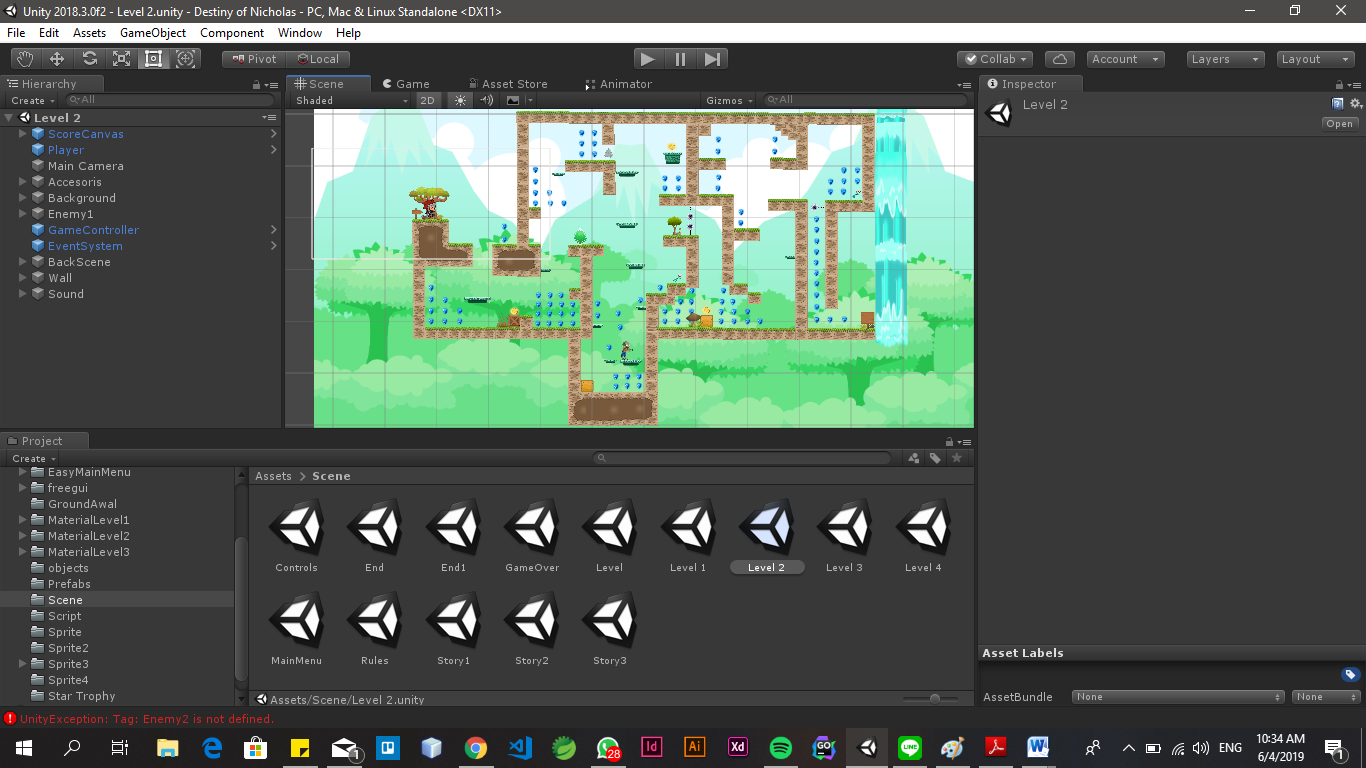 Unity 2018.3.0f2 - Level 2.unity - Destiny of Nicholas - PC, Mac & Linux Standalone <DX11>
File Edit Assets GameObject Component Window Help
Pivot Local Collab Account Layers Layout
Hierarchy
Create All
Level 2
ScoreCanvas
Player
Main Camera
Accesoris
Background
Enemy1
GameController
EventSystem
BackScene
Wall
Sound
Scene Game Asset Store Animator
Shaded 2D Gizmos All
Inspector
Level 2
Open
Project
Create
EasyMainMenu
freegui
GroundAwal
MaterialLevel1
MaterialLevel2
MaterialLevel3
objects
Prefabs
Scene
Script
Sprite
Sprite2
Sprite3
Sprite4
Star Trophy
Assets Scene
Controls End End1 GameOver Level Level 1 Level 2 Level 3 Level 4
MainMenu Rules Story1 Story2 Story3
Assets/Scene/Level 2.unity
Asset Labels
AssetBundle None None
UnityException: Tag: Enemy2 is not defined.
1 28 Id Ai Xd GO LINE W ENG
10:34 AM
6/4/2019
1